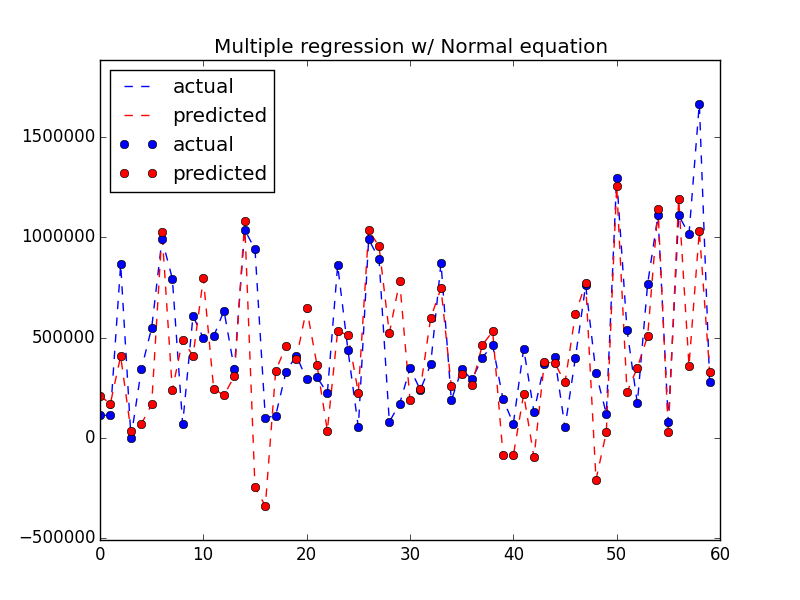 Multiple regression w/ Normal equation
actual
predicted
actual
predicted
1500000
1000000
500000
0
−500000
0 10 20 30 40 50 60